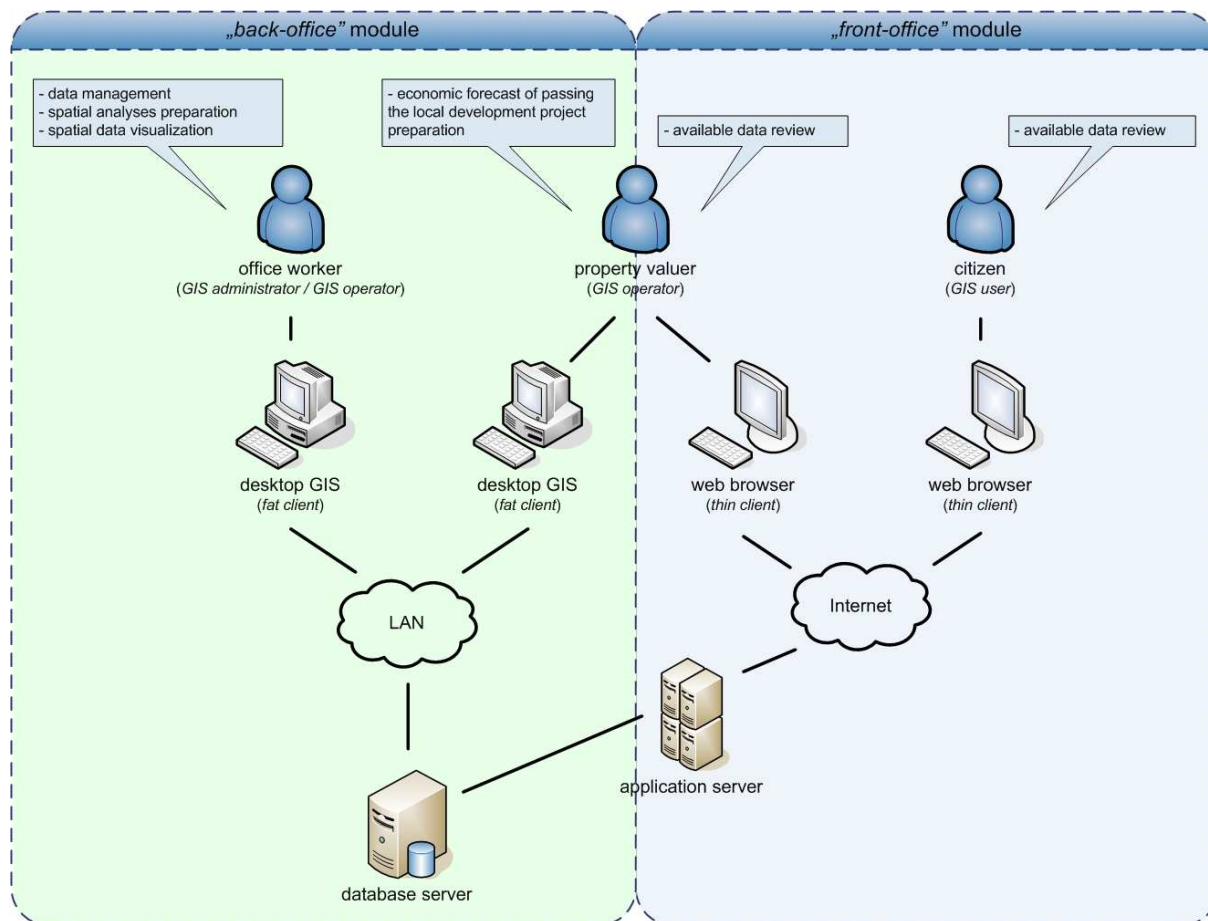 „back-office” module
„front-office” module
- data management
- spatial analyses preparation
- spatial data visualization
- economic forecast of passing
the local development project
preparation
- available data review
- available data review
office worker
(GIS administrator / GIS operator)
property valuer
(GIS operator)
citizen
(GIS user)
desktop GIS
(fat client)
desktop GIS
(fat client)
web browser
(thin client)
web browser
(thin client)
LAN
Internet
application server
database server